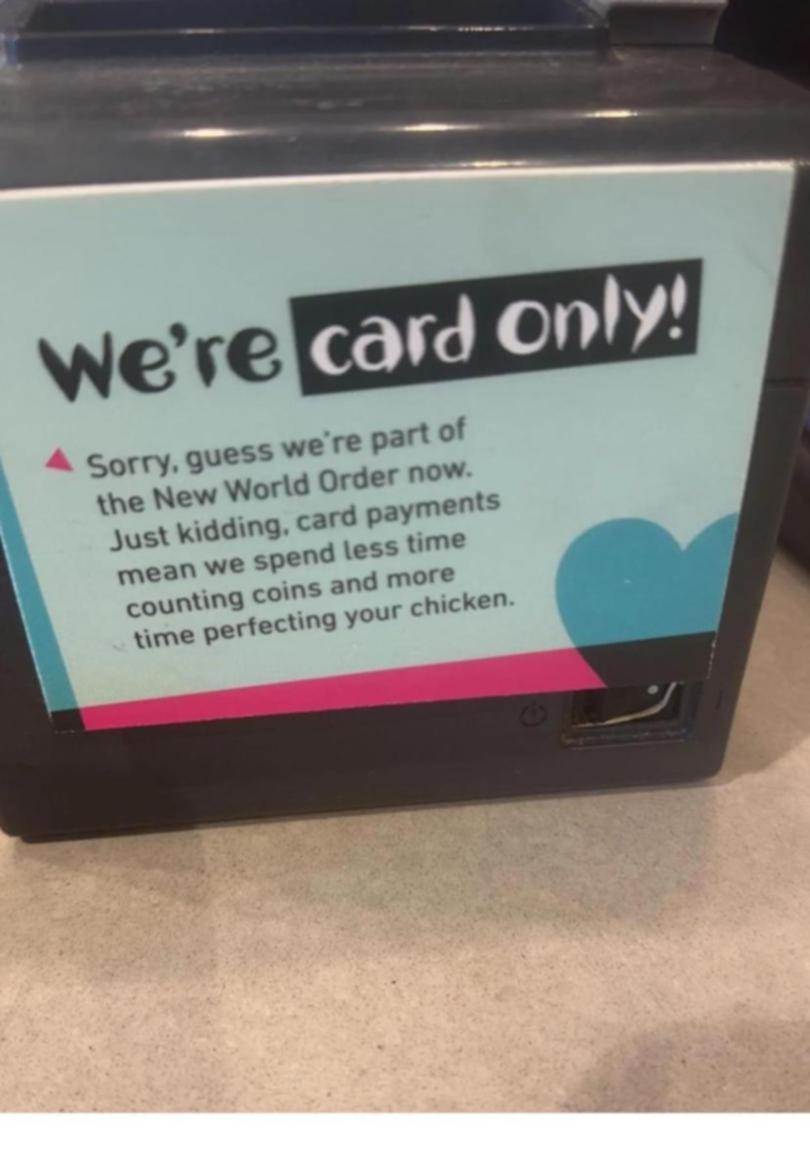 We're card only!
Sorry, guess we're part of
the New World Order now.
Just kidding, card payments
mean we spend less time
counting coins and more
time perfecting your chicken.